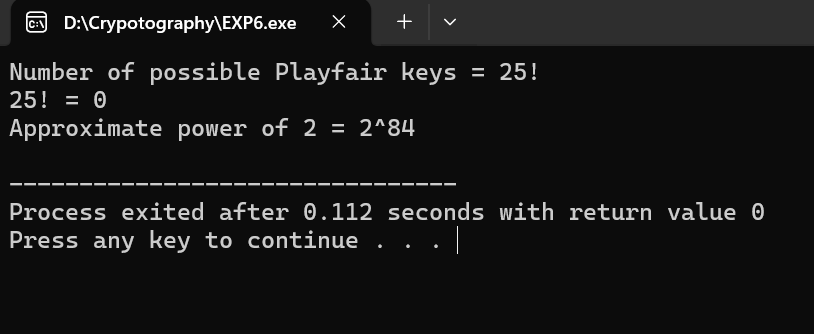 D:\Crypotography\EXP6.exe
Number of possible Playfair keys = 25!
25! = 0
Approximate power of 2 = 2^84
--------------------------------
Process exited after 0.112 seconds with return value 0
Press any key to continue . . .